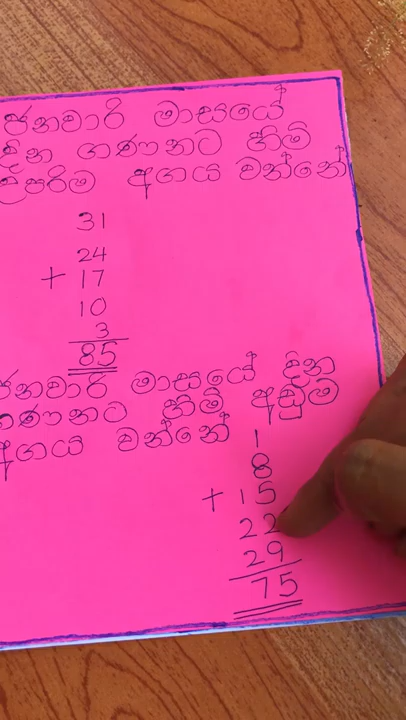 ජනවාරි මාසයේ
දින ගණනට හිමි
උපරිම අගය වන්නේ
31
24
+ 17
10
3
85
ජනවාරි මාසයේ දින
ගණනට හිමි අඩුම
අගය වන්නේ
1
8
+ 15
22
29
75